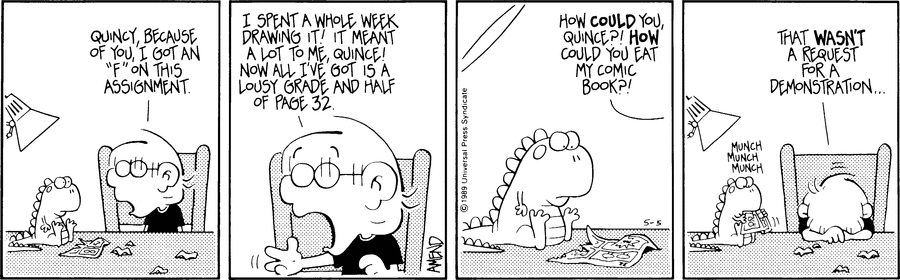 QUINCY, BECAUSE
OF YOU, I GOT AN
"F" ON THIS
ASSIGNMENT.
I SPENT A WHOLE WEEK
DRAWING IT! IT MEANT
A LOT TO ME, QUINCE!
NOW ALL I'VE GOT IS A
LOUSY GRADE AND HALF
OF PAGE 32.
AMEND
HOW COULD YOU,
QUINCE?! HOW
COULD YOU EAT
MY COMIC
BOOK?!
© 1989 Universal Press Syndicate
5-5
THAT WASN'T
A REQUEST
FOR A
DEMONSTRATION...
MUNCH
MUNCH
MUNCH